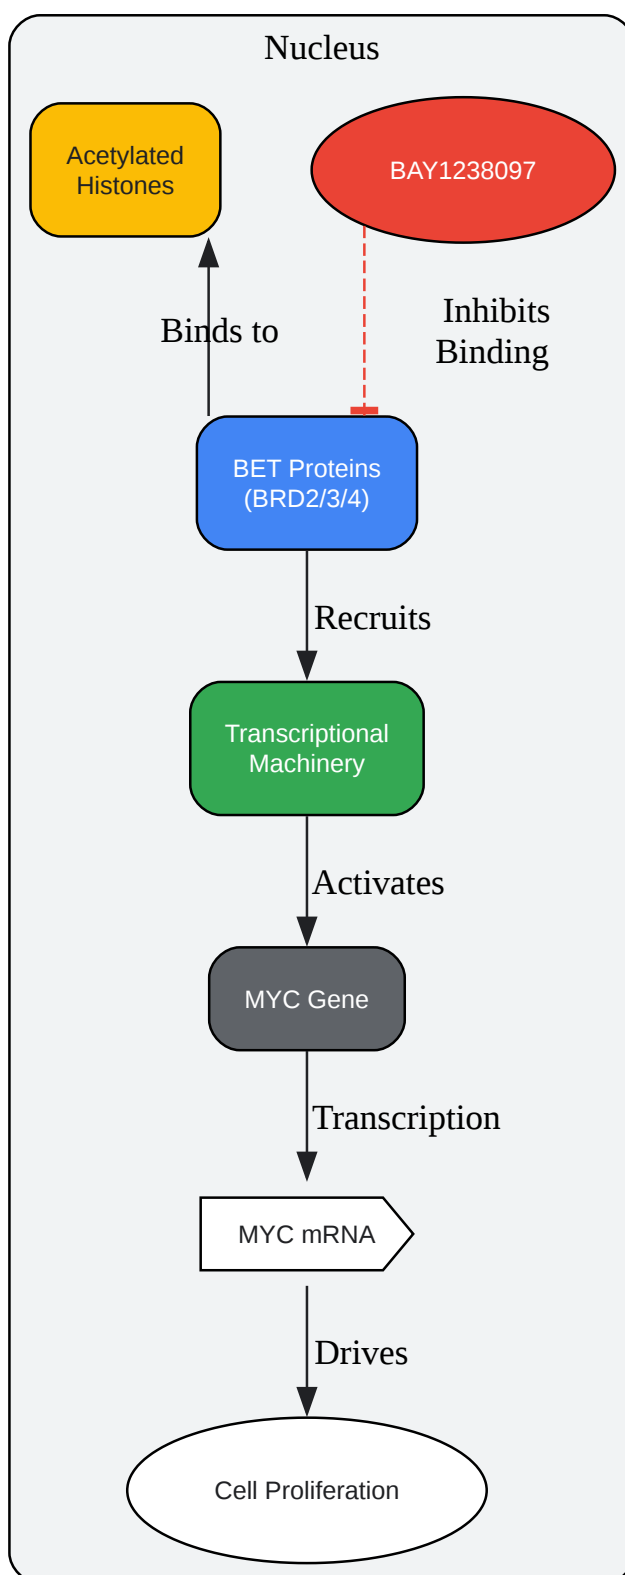 Nucleus
Acetylated
Histones
BAY1238097
Binds to
Inhibits
Binding
BET Proteins
(BRD2/3/4)
Recruits
Transcriptional
Machinery
Activates
MYC Gene
Transcription
MYC mRNA
Drives
Cell Proliferation